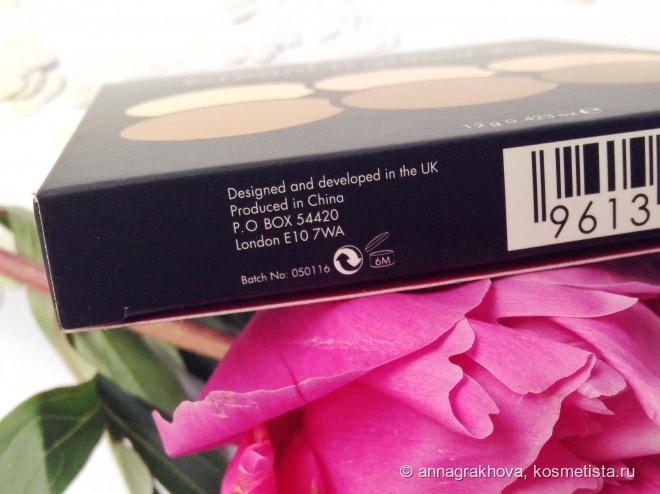 12g 0.423 oz e
Designed and developed in the UK
Produced in China
P.O BOX 54420
London E10 7WA
Batch No: 050116
6M
9613
© annagrakhova, kosmetista.ru